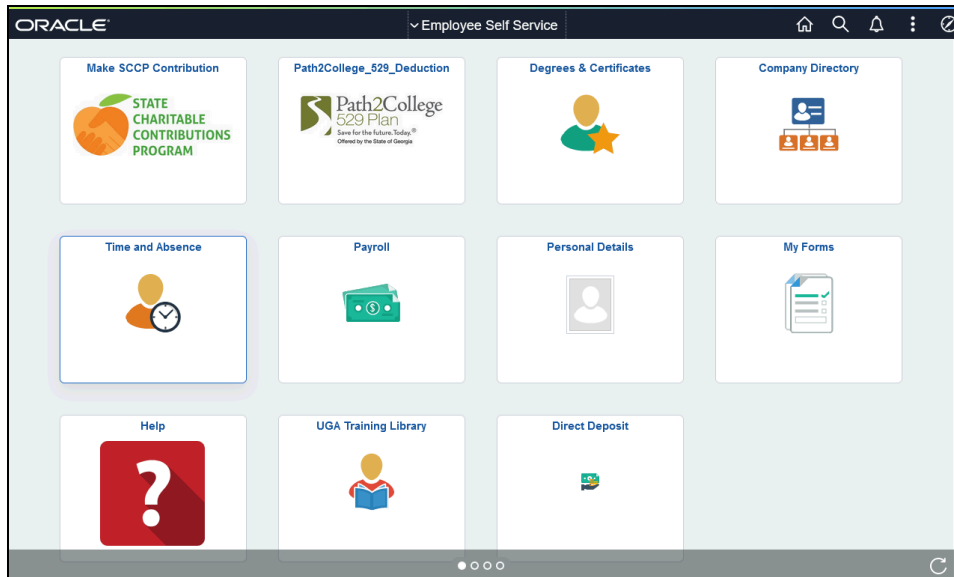 ORACLE
Employee Self Service
Make SCCP Contribution
STATE
CHARITABLE
CONTRIBUTIONS
PROGRAM
Path2College_529_Deduction
Path2College
529 Plan
Save for the future. Today.®
Offered by the State of Georgia
Degrees & Certificates
Company Directory
Time and Absence
Payroll
$
Personal Details
My Forms
Help
?
UGA Training Library
Direct Deposit